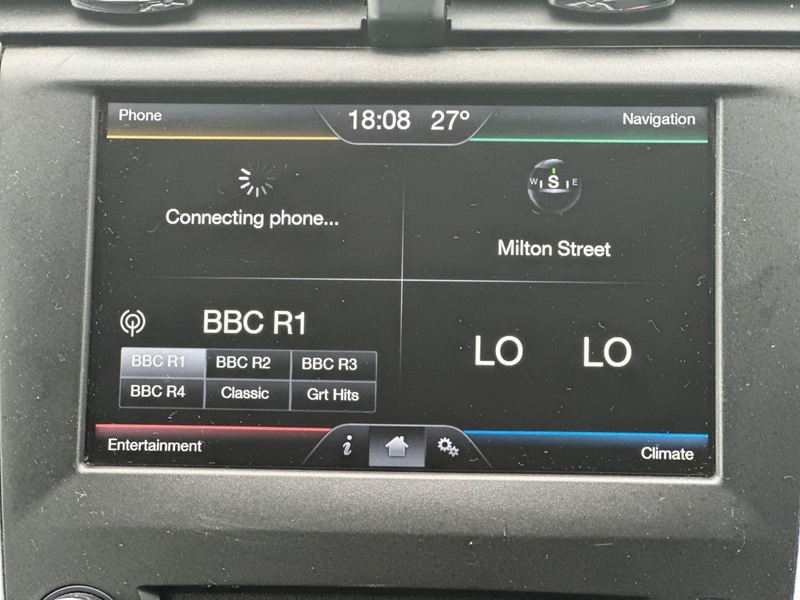 Phone
18:08 27°
Navigation
Connecting phone...
W S E
Milton Street
BBC R1
BBC R1 BBC R2 BBC R3
BBC R4 Classic Grt Hits
LO LO
Entertainment
i
Climate